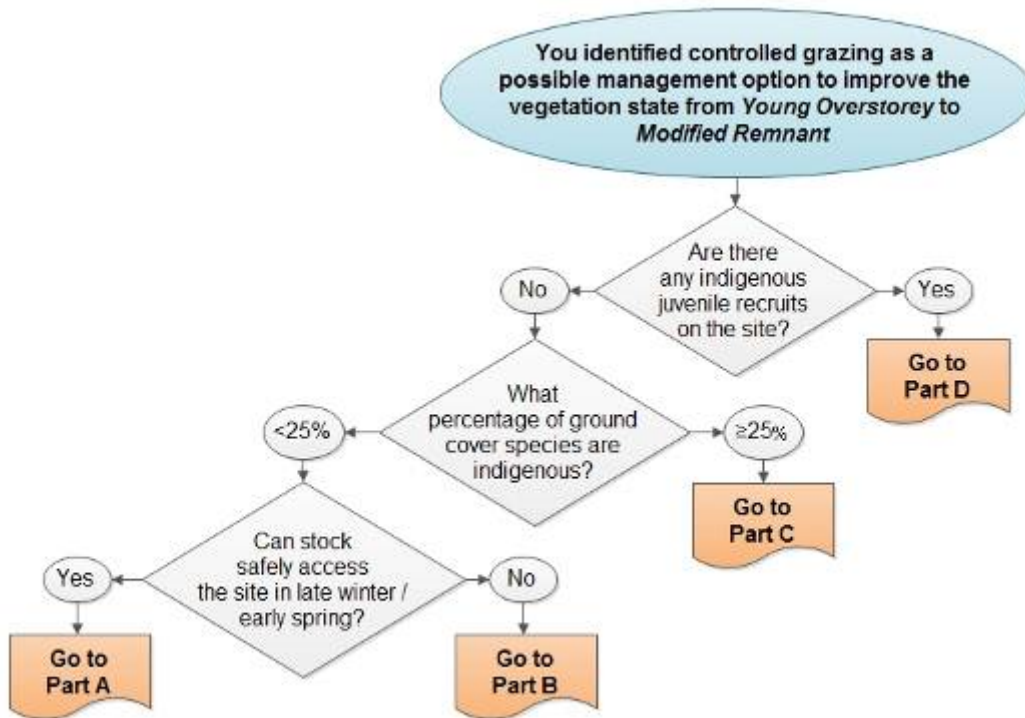 You identified controlled grazing as a
possible management option to improve the
vegetation state from Young Overstorey to
Modified Remnant
Are there
any indigenous
juvenile recruits
on the site?
No
Yes
Go to
Part D
What
percentage of ground
cover species are
indigenous?
<25%
≥25%
Go to
Part C
Can stock
safely access
the site in late winter /
early spring?
Yes
No
Go to
Part A
Go to
Part B